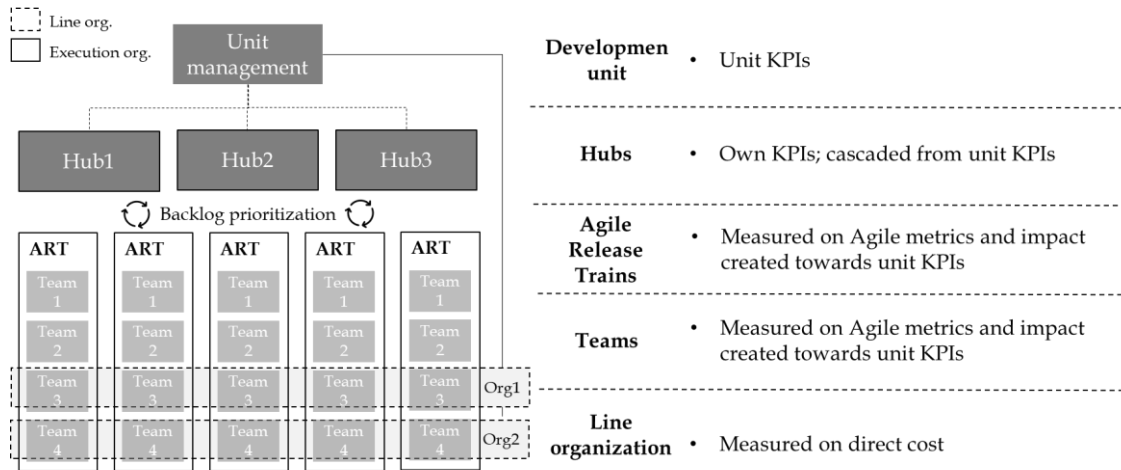 Line org.
Execution org.
Unit
management
Hub1
Hub2
Hub3
Backlog prioritization
ART
Team
1
Team
2
Team
3
Team
4
ART
Team
1
Team
2
Team
3
Team
4
ART
Team
1
Team
2
Team
3
Team
4
ART
Team
1
Team
2
Team
3
Team
4
ART
Team
1
Team
2
Team
3
Team
4
Org1
Org2
Developmen
unit
• Unit KPIs
Hubs
• Own KPIs; cascaded from unit KPIs
Agile
Release
Trains
• Measured on Agile metrics and impact
created towards unit KPIs
Teams
• Measured on Agile metrics and impact
created towards unit KPIs
Line
organization
• Measured on direct cost